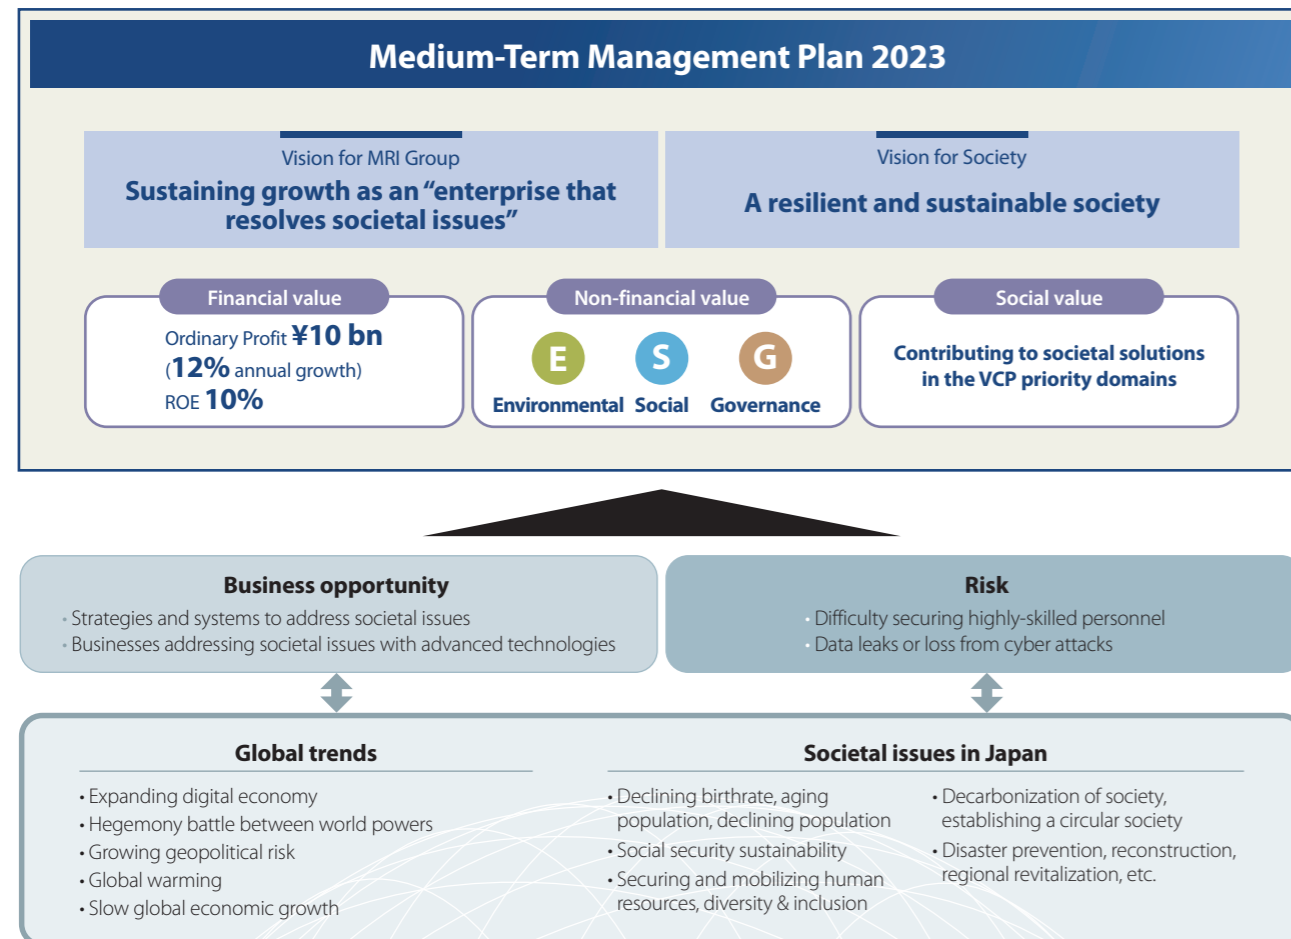 Medium-Term Management Plan 2023
Vision for MRI Group
Sustaining growth as an “enterprise that
resolves societal issues”
Vision for Society
A resilient and sustainable society
Financial value
Ordinary Profit ¥10 bn
(12% annual growth)
ROE 10%
Non-financial value
E S G
Environmental Social Governance
Social value
Contributing to societal solutions
in the VCP priority domains
Business opportunity
• Strategies and systems to address societal issues
• Businesses addressing societal issues with advanced technologies
Risk
• Difficulty securing highly-skilled personnel
• Data leaks or loss from cyber attacks
Global trends
• Expanding digital economy
• Hegemony battle between world powers
• Growing geopolitical risk
• Global warming
• Slow global economic growth
Societal issues in Japan
• Declining birthrate, aging
population, declining population
• Social security sustainability
• Securing and mobilizing human
resources, diversity & inclusion
• Decarbonization of society,
establishing a circular society
• Disaster prevention, reconstruction,
regional revitalization, etc.